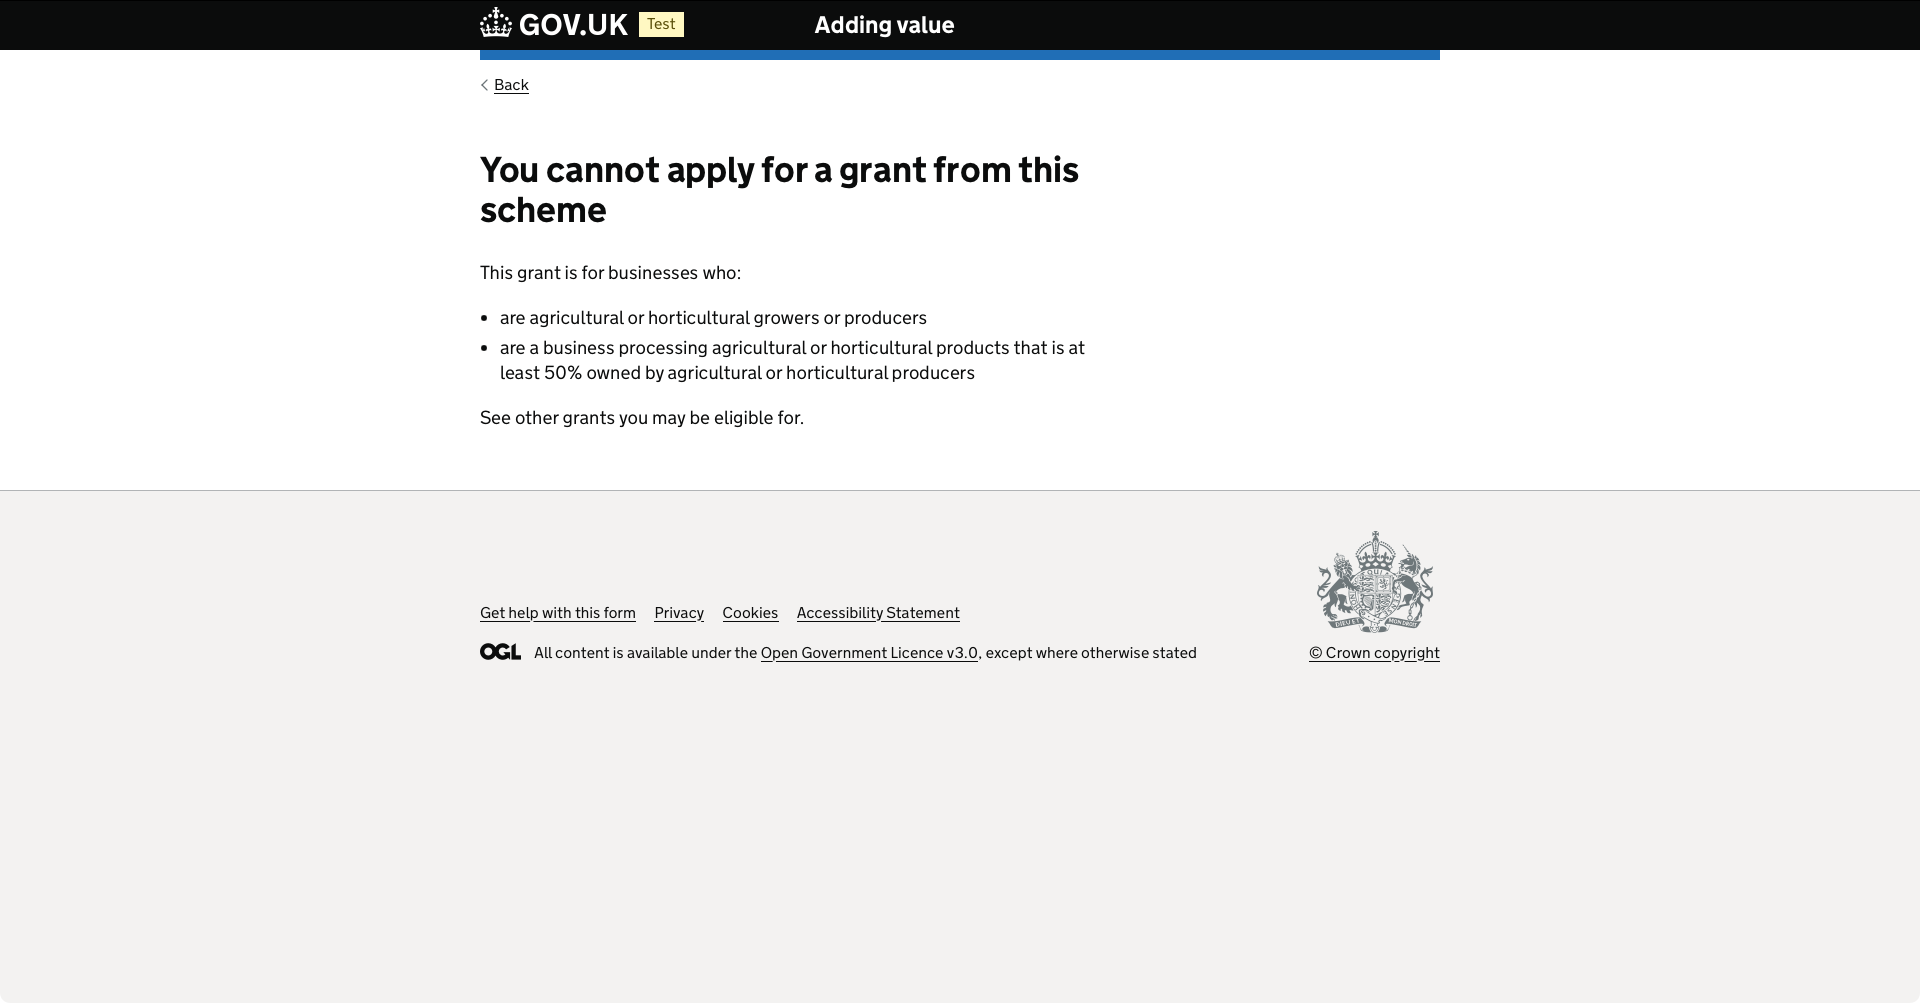 GOV.UK Test Adding value
Back
You cannot apply for a grant from this
scheme
This grant is for businesses who:
• are agricultural or horticultural growers or producers
• are a business processing agricultural or horticultural products that is at
least 50% owned by agricultural or horticultural producers
See other grants you may be eligible for.
Get help with this form Privacy Cookies Accessibility Statement
OGL All content is available under the Open Government Licence v3.0, except where otherwise stated
© Crown copyright